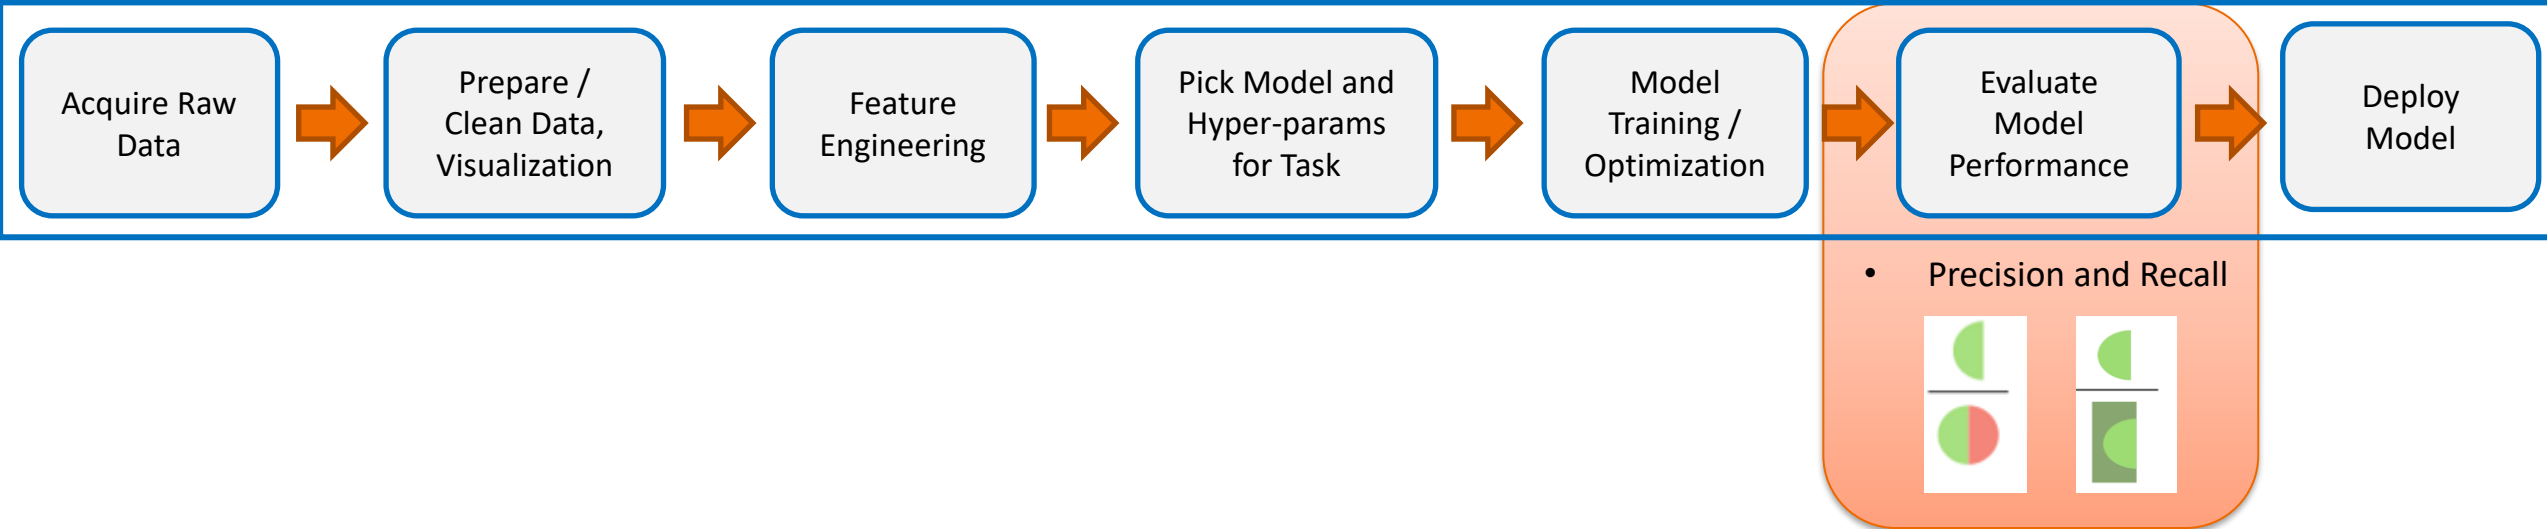 Acquire Raw
Data
Prepare /
Clean Data,
Visualization
Feature
Engineering
Pick Model and
Hyper-params
for Task
Model
Training /
Optimization
Evaluate
Model
Performance
Deploy
Model
• Precision and Recall